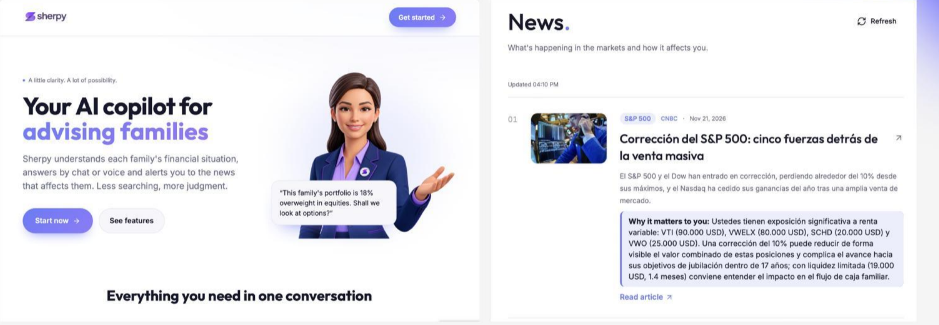 sherpy
Get started →
• A little clarity. A lot of possibility.
Your AI copilot for
advising families
Sherpy understands each family's financial situation,
answers by chat or voice and alerts you to the news
that affects them. Less searching, more judgment.
Start now →
See features
"This family's portfolio is 18%
overweight in equities. Shall we
look at options?"
Everything you need in one conversation
News.
Refresh
What's happening in the markets and how it affects you.
Updated 04:10 PM
01
S&P 500 CNBC · Nov 21, 2026
Corrección del S&P 500: cinco fuerzas detrás de
la venta masiva
El S&P 500 y el Dow han entrado en corrección, perdiendo alrededor del 10% desde
sus máximos, y el Nasdaq ha cedido sus ganancias del año tras una amplia venta de
mercado.
Why it matters to you: Ustedes tienen exposición significativa a renta
variable: VTI (90.000 USD), VWELX (80.000 USD), SCHD (20.000 USD) y
VWO (25.000 USD). Una corrección del 10% puede reducir de forma
visible el valor combinado de estas posiciones y complica el avance hacia
sus objetivos de jubilación dentro de 17 años; con liquidez limitada (19.000
USD, 1.4 meses) conviene entender el impacto en el flujo de caja familiar.
Read article ↗